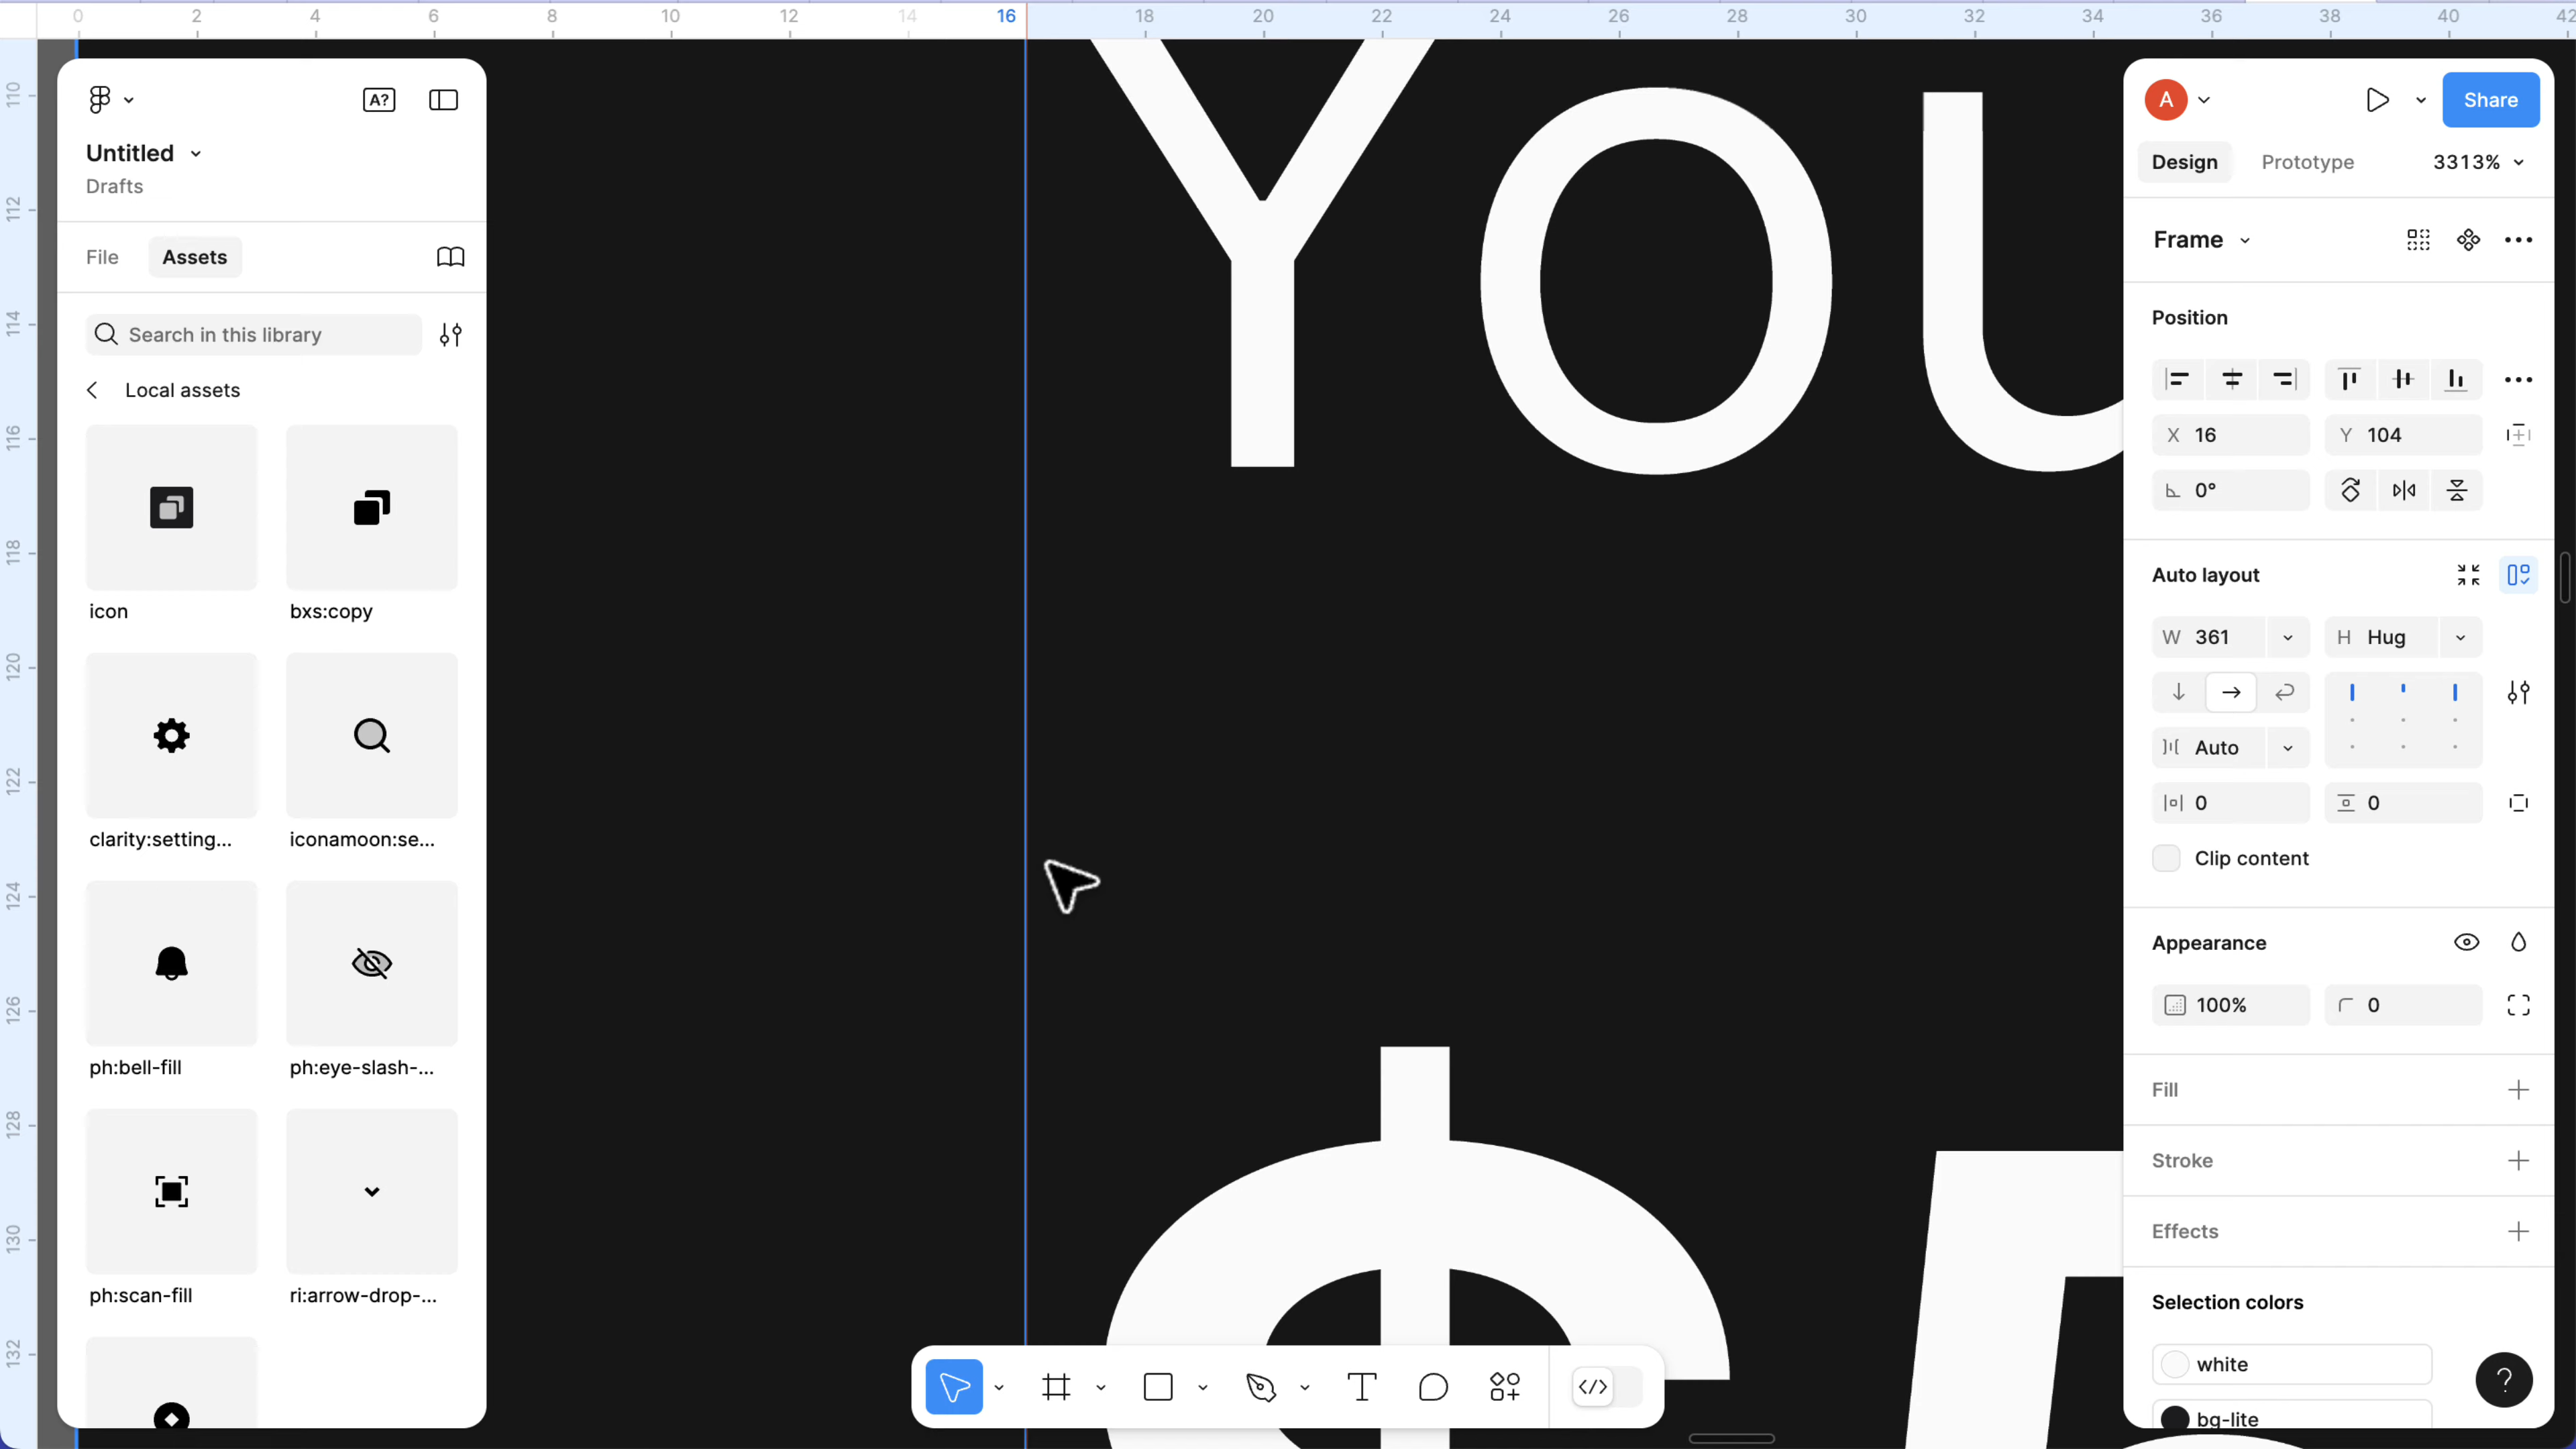 0 2 4 6 8 10 12 14 16 18 20 22 24 26 28 30 32 34 36 38 40 42
110
112
114
116
118
120
122
124
126
128
130
132
A?
Untitled
Drafts
File Assets
Search in this library
Local assets
icon bxs:copy
clarity:setting... iconamoon:se...
ph:bell-fill ph:eye-slash-...
ph:scan-fill ri:arrow-drop-...
You
A Share
Design Prototype 3313%
Frame
Position
X 16 Y 104
0°
Auto layout
W 361 H Hug
Auto
0 0
Clip content
Appearance
100% 0
Fill
Stroke
Effects
Selection colors
white
bg-lite
?